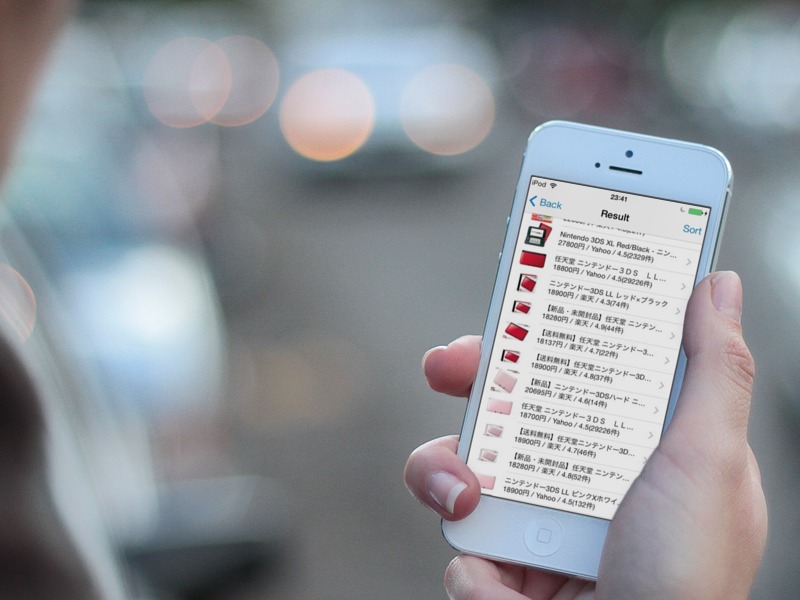 iPod
23:41
Back
Result
Sort
Nintendo 3DS XL Red/Black - ニン...
27800円 / Yahoo / 4.5(2329件)
任天堂 ニンテンドー3DS LL...
18800円 / Yahoo / 4.5(29226件)
ニンテンドー3DS LL レッド×ブラック
18900円 / 楽天 / 4.3(74件)
【新品・未開封品】任天堂 ニンテン...
18280円 / 楽天 / 4.9(44件)
【送料無料】任天堂 ニンテンドー3...
18137円 / 楽天 / 4.7(22件)
【送料無料】任天堂ニンテンドー3D...
18900円 / 楽天 / 4.8(37件)
【新品】ニンテンドー3DSハード ニ...
20695円 / 楽天 / 4.6(14件)
任天堂 ニンテンドー3DS LL...
18700円 / Yahoo / 4.5(29226件)
【送料無料】任天堂ニンテンドー3D...
18900円 / 楽天 / 4.7(46件)
【新品・未開封品】任天堂 ニンテン...
18280円 / 楽天 / 4.8(52件)
ニンテンドー3DS LL ピンクXホワイ...
18900円 / Yahoo / 4.5(132件)